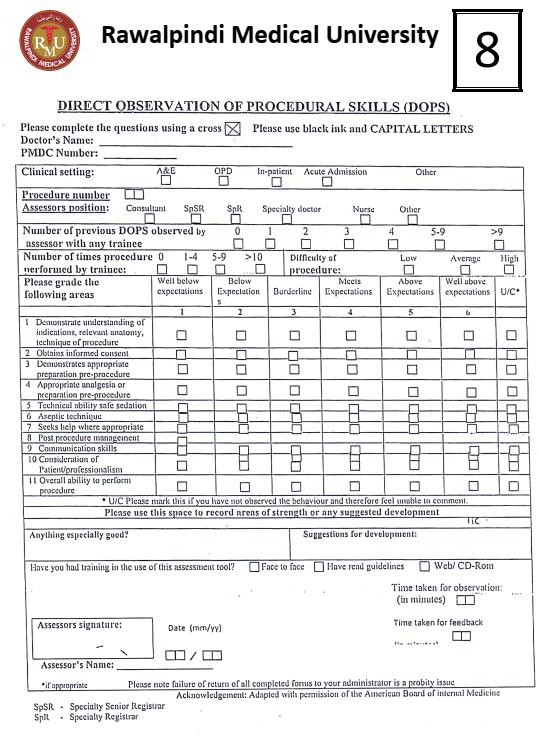 Rawalpindi Medical University
8
RAWALPINDI MEDICAL UNIVERSITY
RMU
DIRECT OBSERVATION OF PROCEDURAL SKILLS (DOPS)
Please complete the questions using a cross Please use black ink and CAPITAL LETTERS
Doctor's Name:
PMDC Number:
Clinical setting: A&E OPD In-patient Acute Admission Other
Procedure number
Assessors position: Consultant SpSR SpR Specialty doctor Nurse Other
Number of previous DOPS observed by 0 1 2 3 4 5-9 >9
assessor with any trainee
Number of times procedure 0 1-4 5-9 >10 Difficulty of Low Average High
performed by trainee: procedure:
Please grade the Well below Below Borderline Meets Above Well above U/C*
following areas expectations Expectation Expectations Expectations expectations
s
1 2 3 4 5 6
1 Demonstrate understanding of
indications, relevant anatomy,
technique of procedure
2 Obtains informed consent
3 Demonstrates appropriate
preparation pre-procedure
4 Appropriate analgesia or
preparation pre-procedure
5 Technical ability safe sedation
6 Aseptic technique
7 Seeks help where appropriate
8 Post procedure management
9 Communication skills
10 Consideration of
Patient/professionalism
11 Overall ability to perform
procedure
* U/C Please mark this if you have not observed the behaviour and therefore feel unable to comment.
Please use this space to record areas of strength or any suggested development
Anything especially good? Suggestions for development:
Have you had training in the use of this assessment tool? Face to face Have read guidelines Web/ CD-Rom
Time taken for observation:
(in minutes)
Assessors signature: Date (mm/yy) Time taken for feedback
/
Assessor's Name:
*if appropriate Please note failure of return of all completed forms to your administrator is a probity issue
Acknowledgement: Adapted with permission of the American Board of internal Medicine
SpSR - Specialty Senior Registrar
SpR - Specialty Registrar